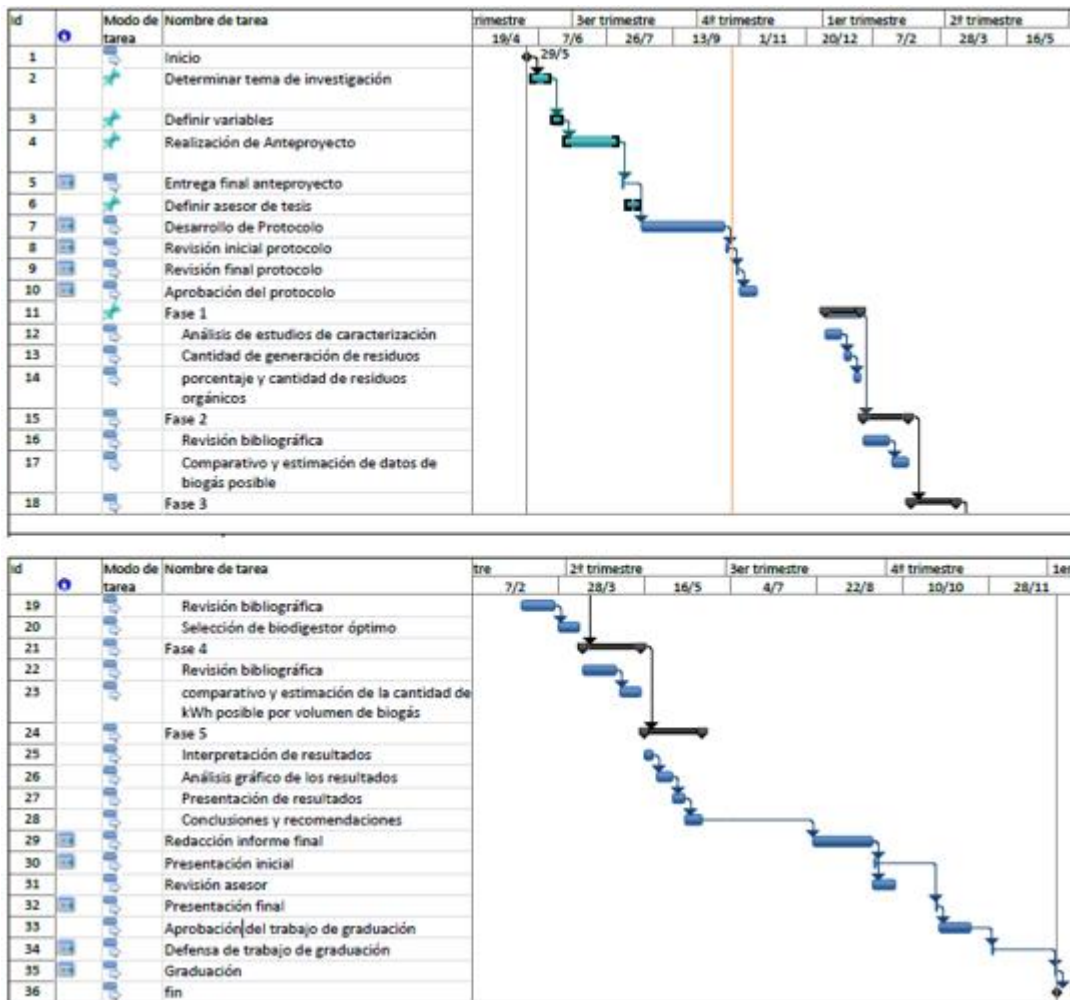 Id Modo de Nombre de tarea rimestre 3er trimestre 4º trimestre 1er trimestre 2º trimestre
tarea 19/4 7/6 26/7 13/9 1/11 20/12 7/2 28/3 16/5
1 Inicio 29/5
2 Determinar tema de investigación
3 Definir variables
4 Realización de Anteproyecto
5 Entrega final anteproyecto
6 Definir asesor de tesis
7 Desarrollo de Protocolo
8 Revisión inicial protocolo
9 Revisión final protocolo
10 Aprobación del protocolo
11 Fase 1
12 Análisis de estudios de caracterización
13 Cantidad de generación de residuos
14 porcentaje y cantidad de residuos
orgánicos
15 Fase 2
16 Revisión bibliográfica
17 Comparativo y estimación de datos de
biogás posible
18 Fase 3
Id Modo de Nombre de tarea tre 2º trimestre 3er trimestre 4º trimestre 1er
tarea 7/2 28/3 16/5 4/7 22/8 10/10 28/11
19 Revisión bibliográfica
20 Selección de biodigestor óptimo
21 Fase 4
22 Revisión bibliográfica
23 comparativo y estimación de la cantidad de
kWh posible por volumen de biogás
24 Fase 5
25 Interpretación de resultados
26 Análisis gráfico de los resultados
27 Presentación de resultados
28 Conclusiones y recomendaciones
29 Redacción informe final
30 Presentación inicial
31 Revisión asesor
32 Presentación final
33 Aprobación del trabajo de graduación
34 Defensa de trabajo de graduación
35 Graduación
36 fin